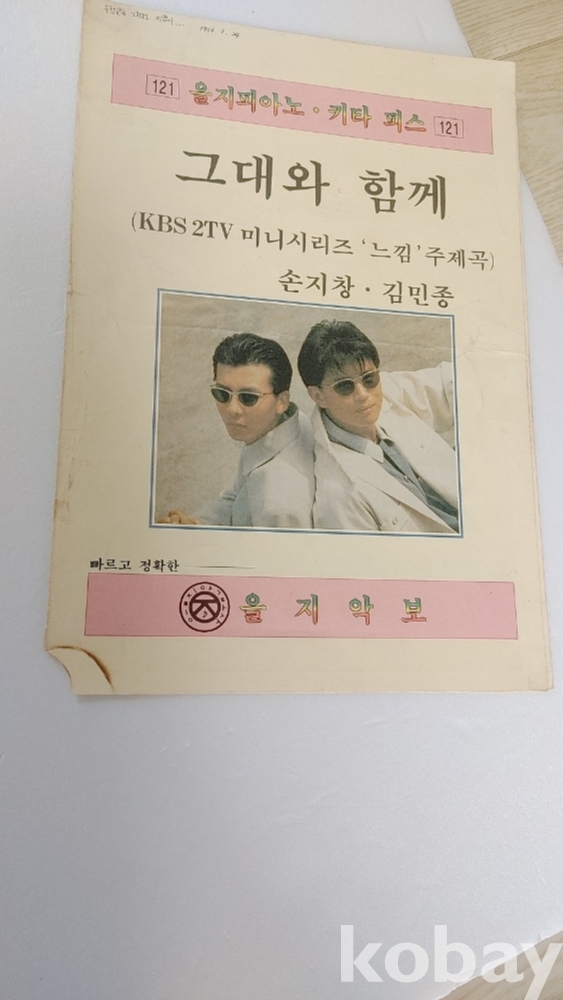 121 을지피아노 · 키타 피스 121
그대와 함께
(KBS 2TV 미니시리즈 '느낌' 주제곡)
손지창 · 김민종
빠르고 정확한
을지악보
kobay